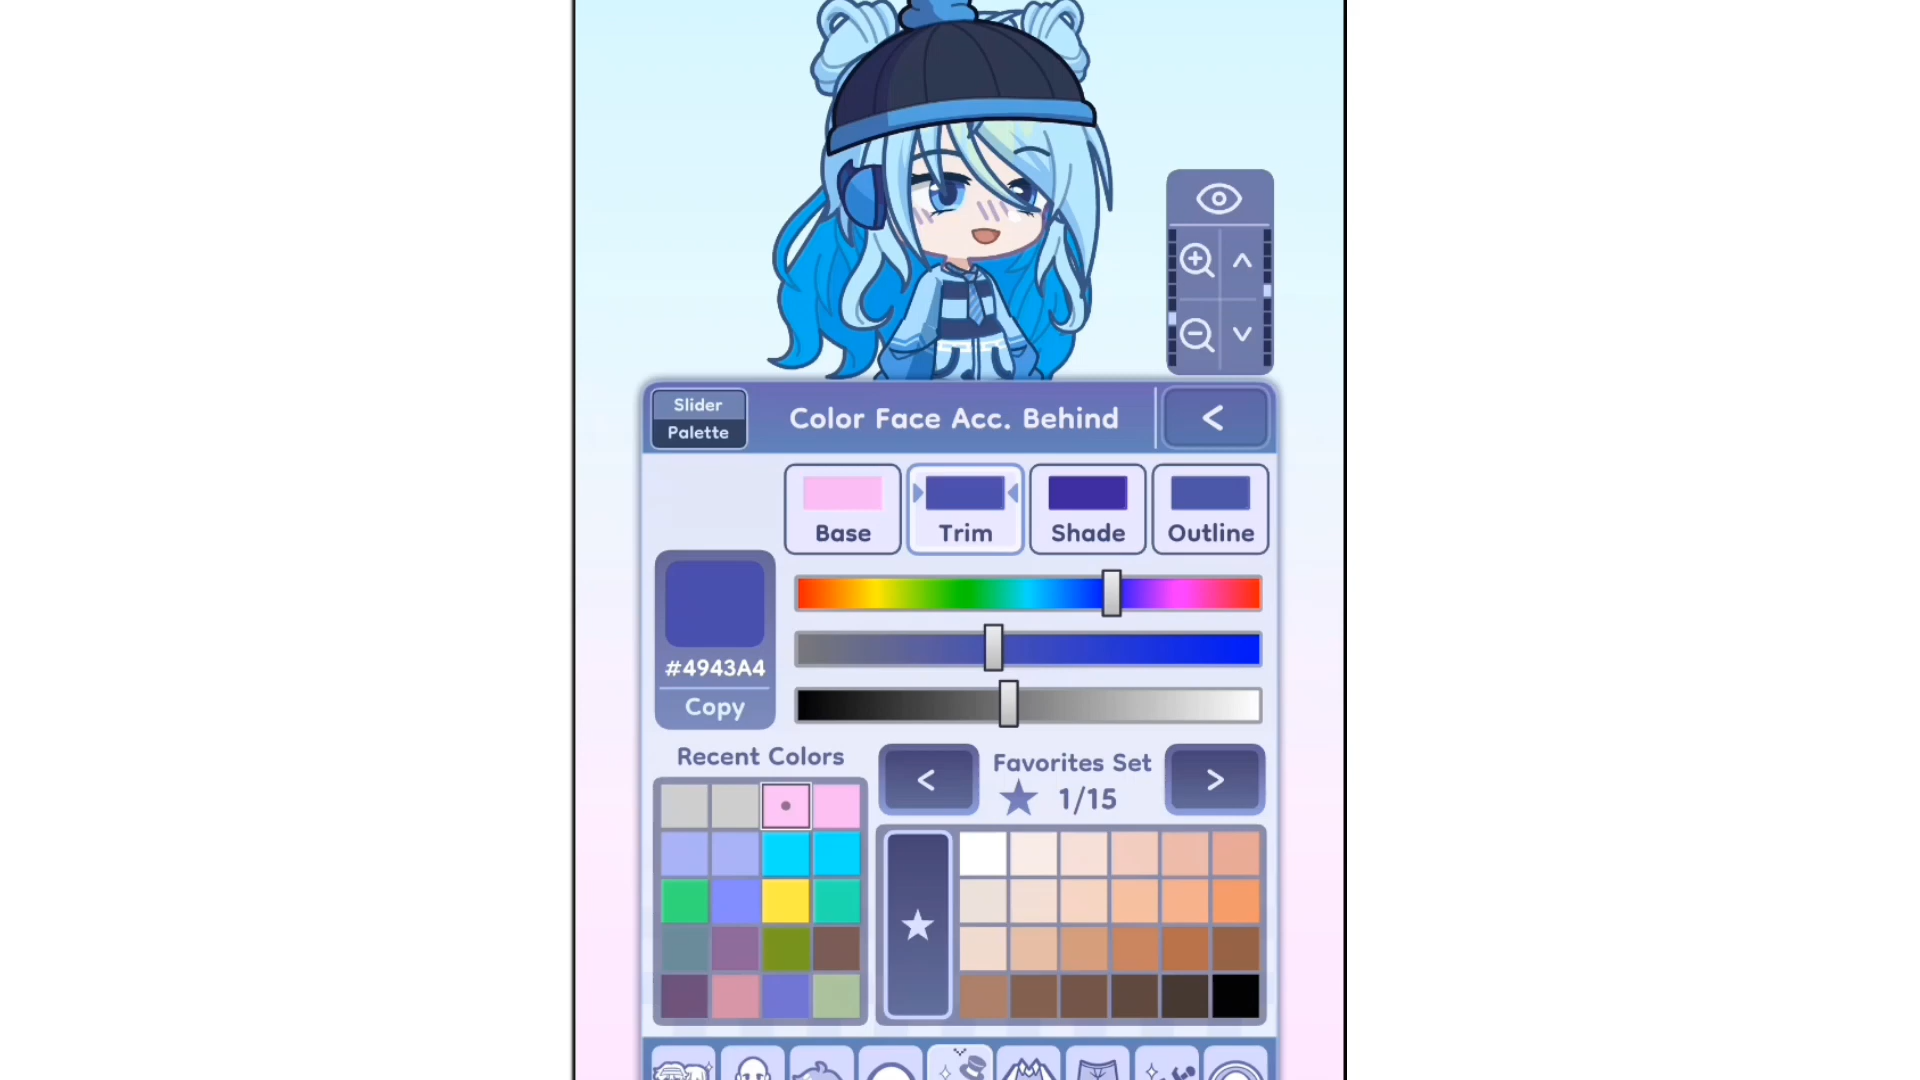 Slider
Palette
Color Face Acc. Behind
<
Base
Trim
Shade
Outline
#4943A4
Copy
Recent Colors
<
Favorites Set
1/15
>